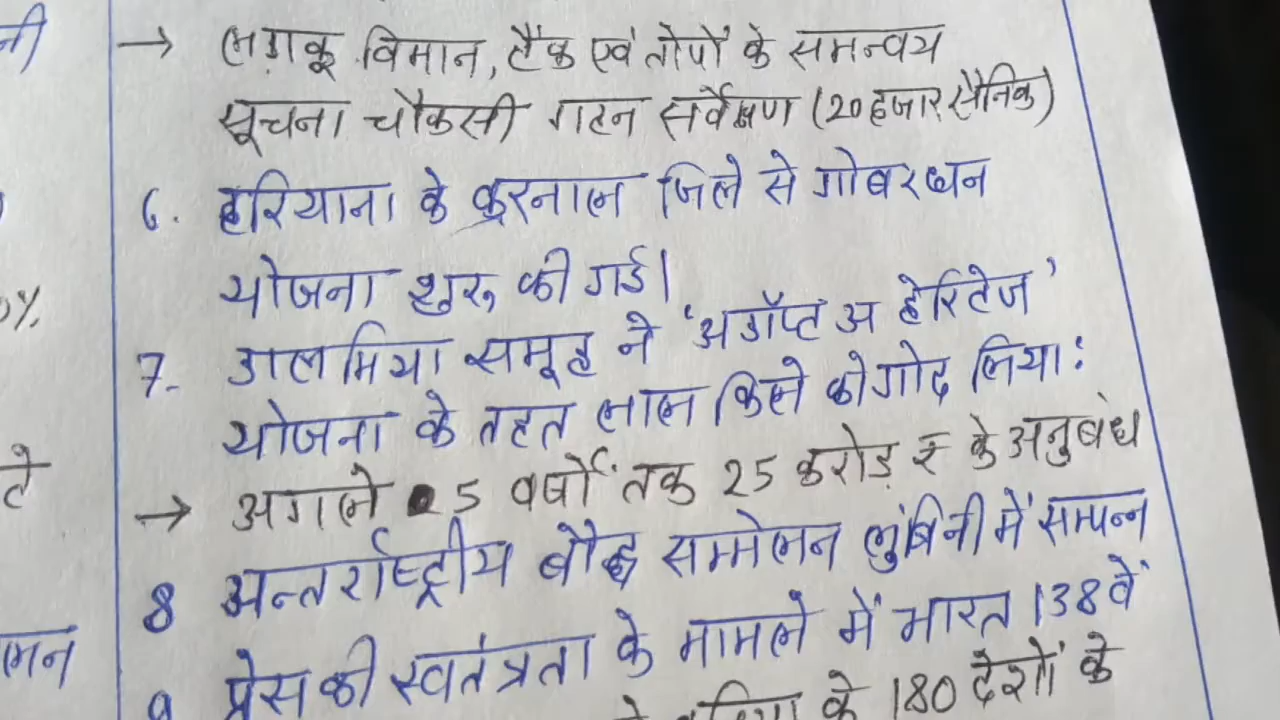 नी
→ लड़ाकू विमान, टैंक एवं तोपों के समन्वय
सूचना चौकसी गहन सर्वेक्षण (20 हजार सैनिक)
6. हरियाना के करनाल जिले से गोबरधन
योजना शुरू की गई।
0%
7- डालमिया समूह ने 'अडॉप्ट अ हेरिटेज'
योजना के तहत लाल किले को गोद लिया:
ते
→ अगले 5 वर्षों तक 25 करोड़ ₹ के अनुबंध
8 अन्तर्राष्ट्रीय बौद्ध सम्मेलन लुंबिनी में सम्पन्न
लन
9 प्रेस की स्वतंत्रता के मामले में भारत 138वें
के 180 देशों के